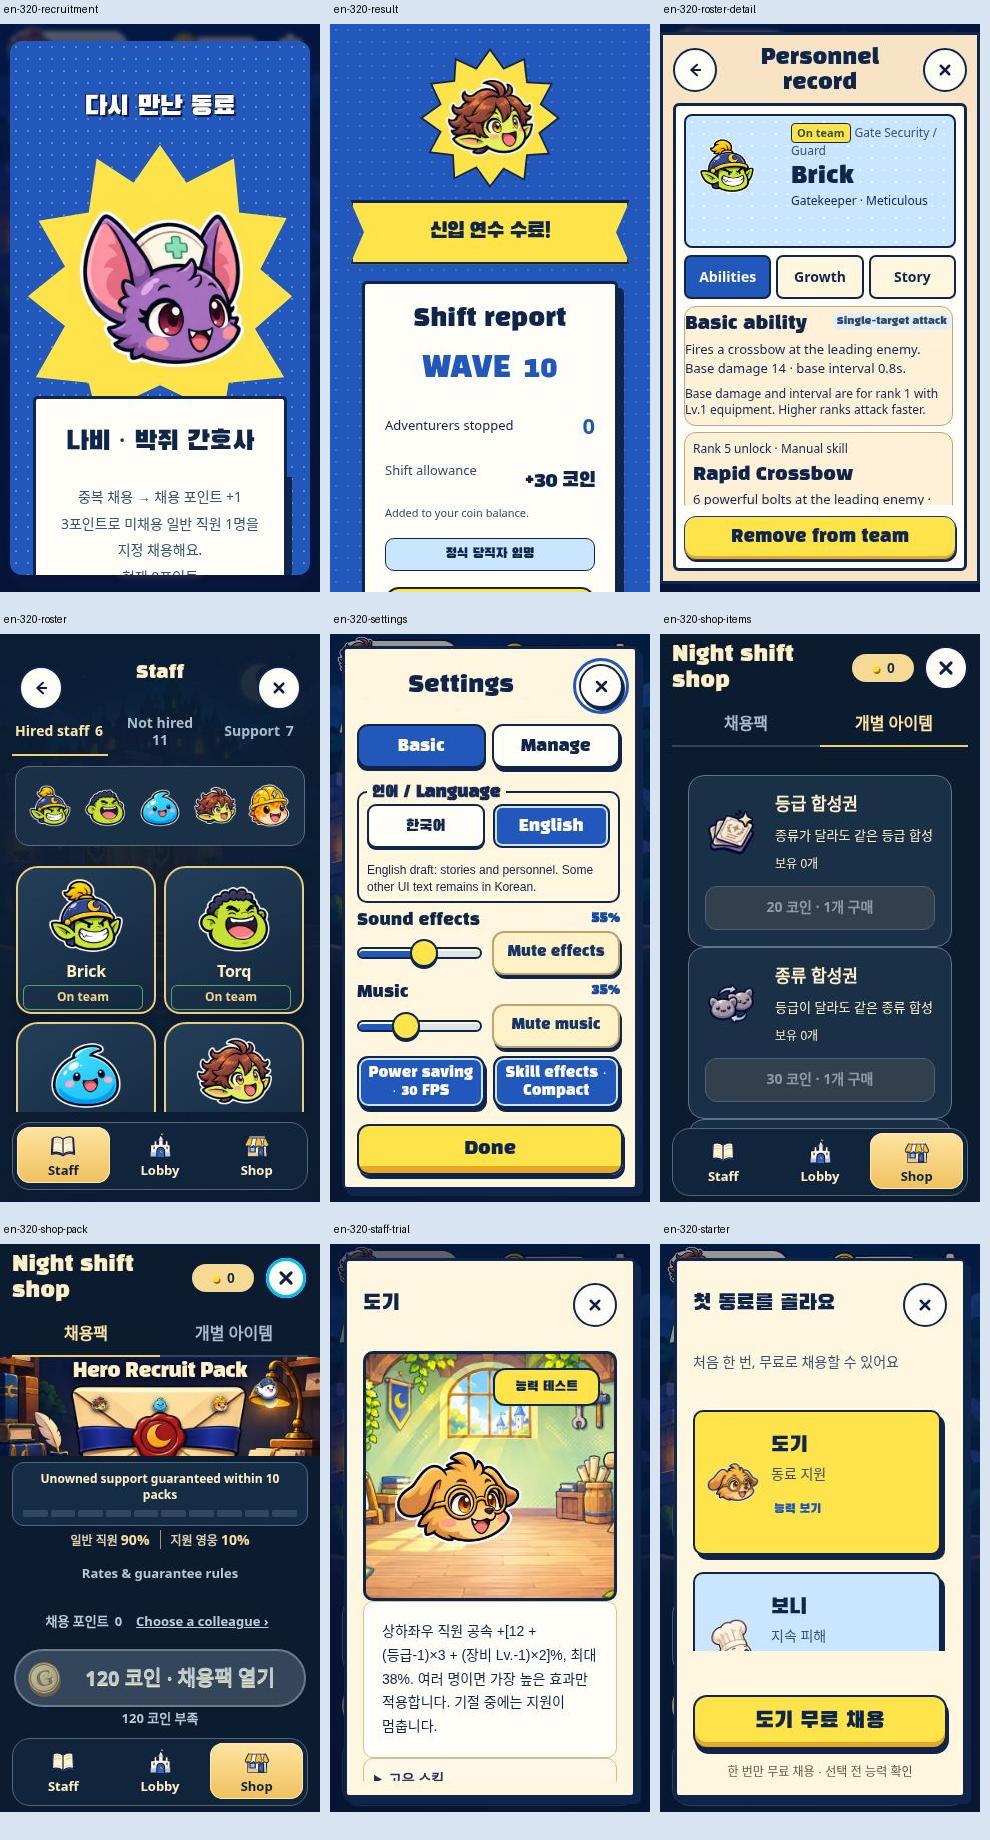 en-320-recruitment
다시 만난 동료
나비 · 박쥐 간호사
중복 채용 → 채용 포인트 +1
3포인트로 미채용 일반 직원 1명을
지정 채용해요.
en-320-result
신입 연수 수료!
Shift report
WAVE 10
Adventurers stopped 0
Shift allowance +30 코인
Added to your coin balance.
정식 당직자 임명
en-320-roster-detail
Personnel
record
On team Gate Security /
Guard
Brick
Gatekeeper · Meticulous
Abilities Growth Story
Basic ability Single-target attack
Fires a crossbow at the leading enemy.
Base damage 14 · base interval 0.8s.
Base damage and interval are for rank 1 with
Lv.1 equipment. Higher ranks attack faster.
Rank 5 unlock · Manual skill
Rapid Crossbow
6 powerful bolts at the leading enemy ·
Remove from team
en-320-roster
Staff
Hired staff 6 Not hired
11 Support 7
Brick Torq
On team On team
Staff Lobby Shop
en-320-settings
Settings
Basic Manage
언어 / Language
한국어 English
English draft: stories and personnel. Some
other UI text remains in Korean.
Sound effects 55%
Mute effects
Music 35%
Mute music
Power saving
· 30 FPS
Skill effects ·
Compact
Done
en-320-shop-items
Night shift
shop
0
채용팩 개별 아이템
등급 합성권
종류가 달라도 같은 등급 합성
보유 0개
20 코인 · 1개 구매
종류 합성권
등급이 달라도 같은 종류 합성
보유 0개
30 코인 · 1개 구매
Staff Lobby Shop
en-320-shop-pack
Night shift
shop
0
채용팩 개별 아이템
Hero Recruit Pack
Unowned support guaranteed within 10
packs
일반 직원 90% 지원 영웅 10%
Rates & guarantee rules
채용 포인트 0 Choose a colleague ›
G 120 코인 · 채용팩 열기
120 코인 부족
Staff Lobby Shop
en-320-staff-trial
도기
능력 테스트
상하좌우 직원 공속 +[12 +
(등급-1)×3 + (장비 Lv.-1)×2]%, 최대
38%. 여러 명이면 가장 높은 효과만
적용합니다. 기절 중에는 지원이
멈춥니다.
▶ 고유 스킬
en-320-starter
첫 동료를 골라요
처음 한 번, 무료로 채용할 수 있어요
도기
동료 지원
능력 보기
보니
지속 피해
도기 무료 채용
한 번만 무료 채용 · 선택 전 능력 확인